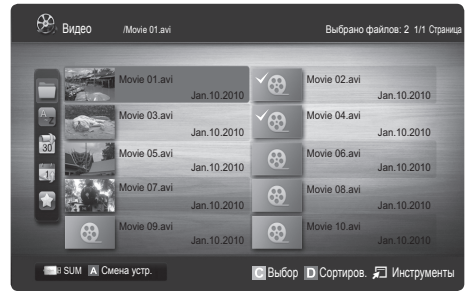 Видео /Movie 01.avi Выбрано файлов: 2 1/1 Страница
Movie 01.avi Movie 02.avi
Jan.10.2010 Jan.10.2010
Movie 03.avi Movie 04.avi
Jan.10.2010 Jan.10.2010
Movie 05.avi Movie 06.avi
Jan.10.2010 Jan.10.2010
Movie 07.avi Movie 08.avi
Jan.10.2010 Jan.10.2010
Movie 09.avi Movie 10.avi
Jan.10.2010 Jan.10.2010
30
1
SUM A Смена устр. C Выбор D Сортиров. Инструменты